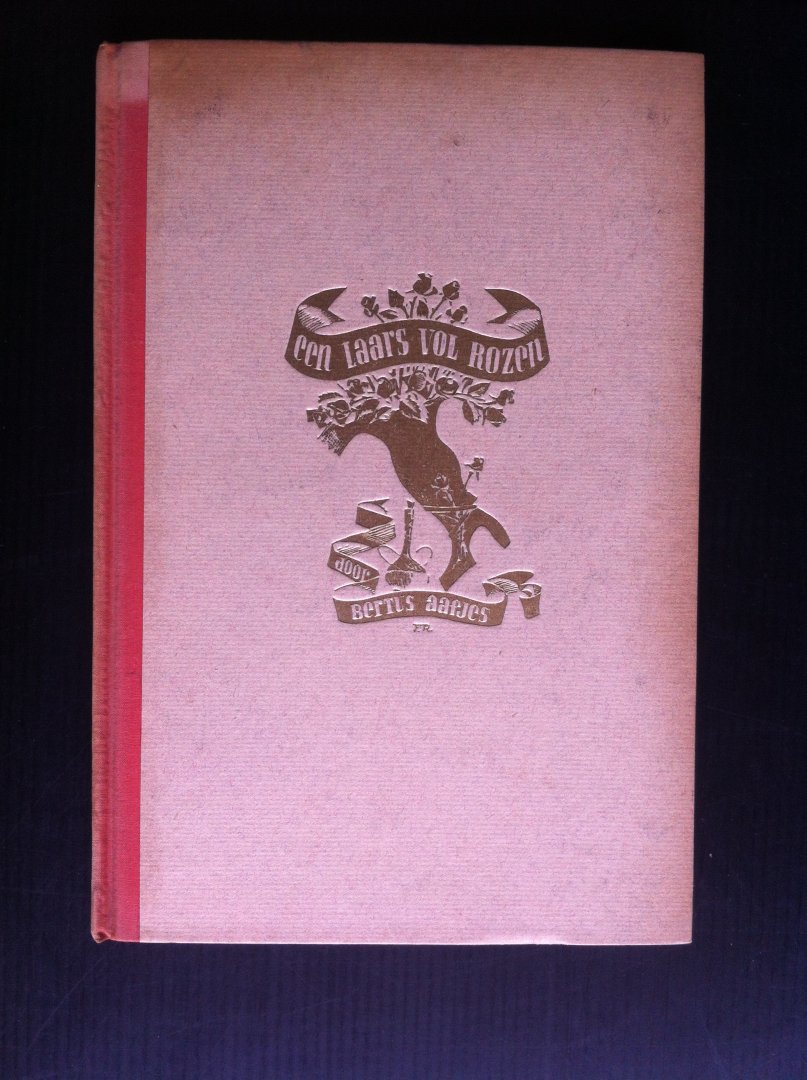 een laars vol rozen
door
Bertus Aafjes
FR